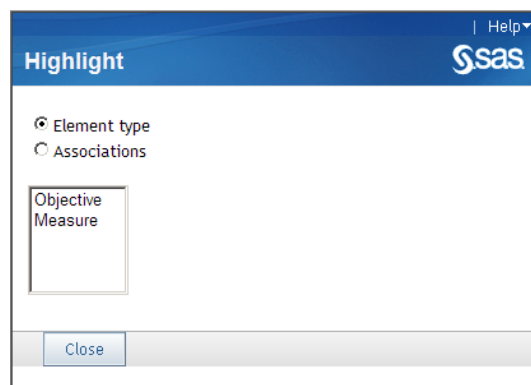 | Help
Highlight
sas
Element type
Associations
Objective
Measure
Close